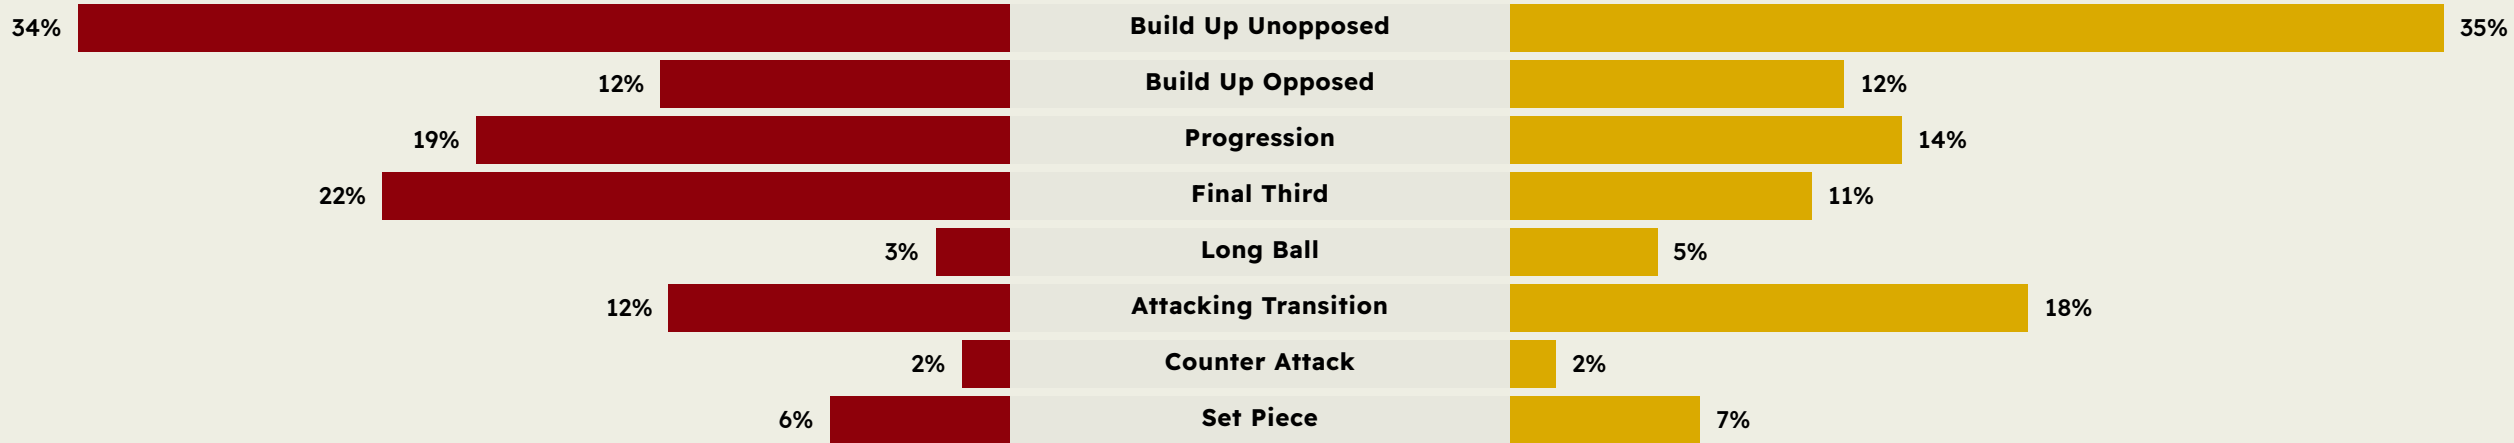 34% Build Up Unopposed 35%
12% Build Up Opposed 12%
19% Progression 14%
22% Final Third 11%
3% Long Ball 5%
12% Attacking Transition 18%
2% Counter Attack 2%
6% Set Piece 7%